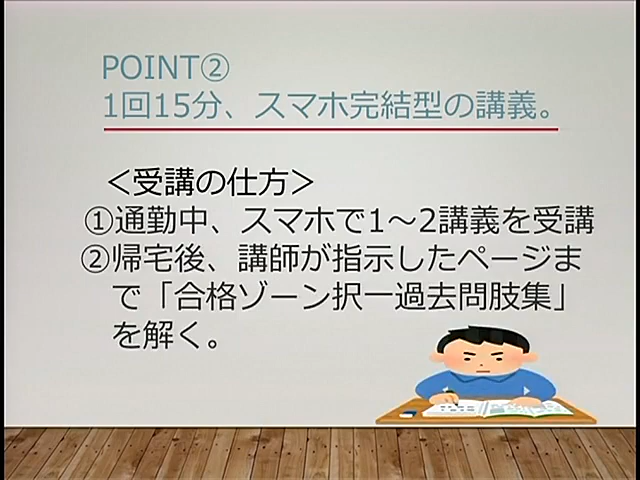 POINT②
1回15分、スマホ完結型の講義。
＜受講の仕方＞
①通勤中、スマホで1～2講義を受講
②帰宅後、講師が指示したページま
で「合格ゾーン択一過去問肢集」
を解く。